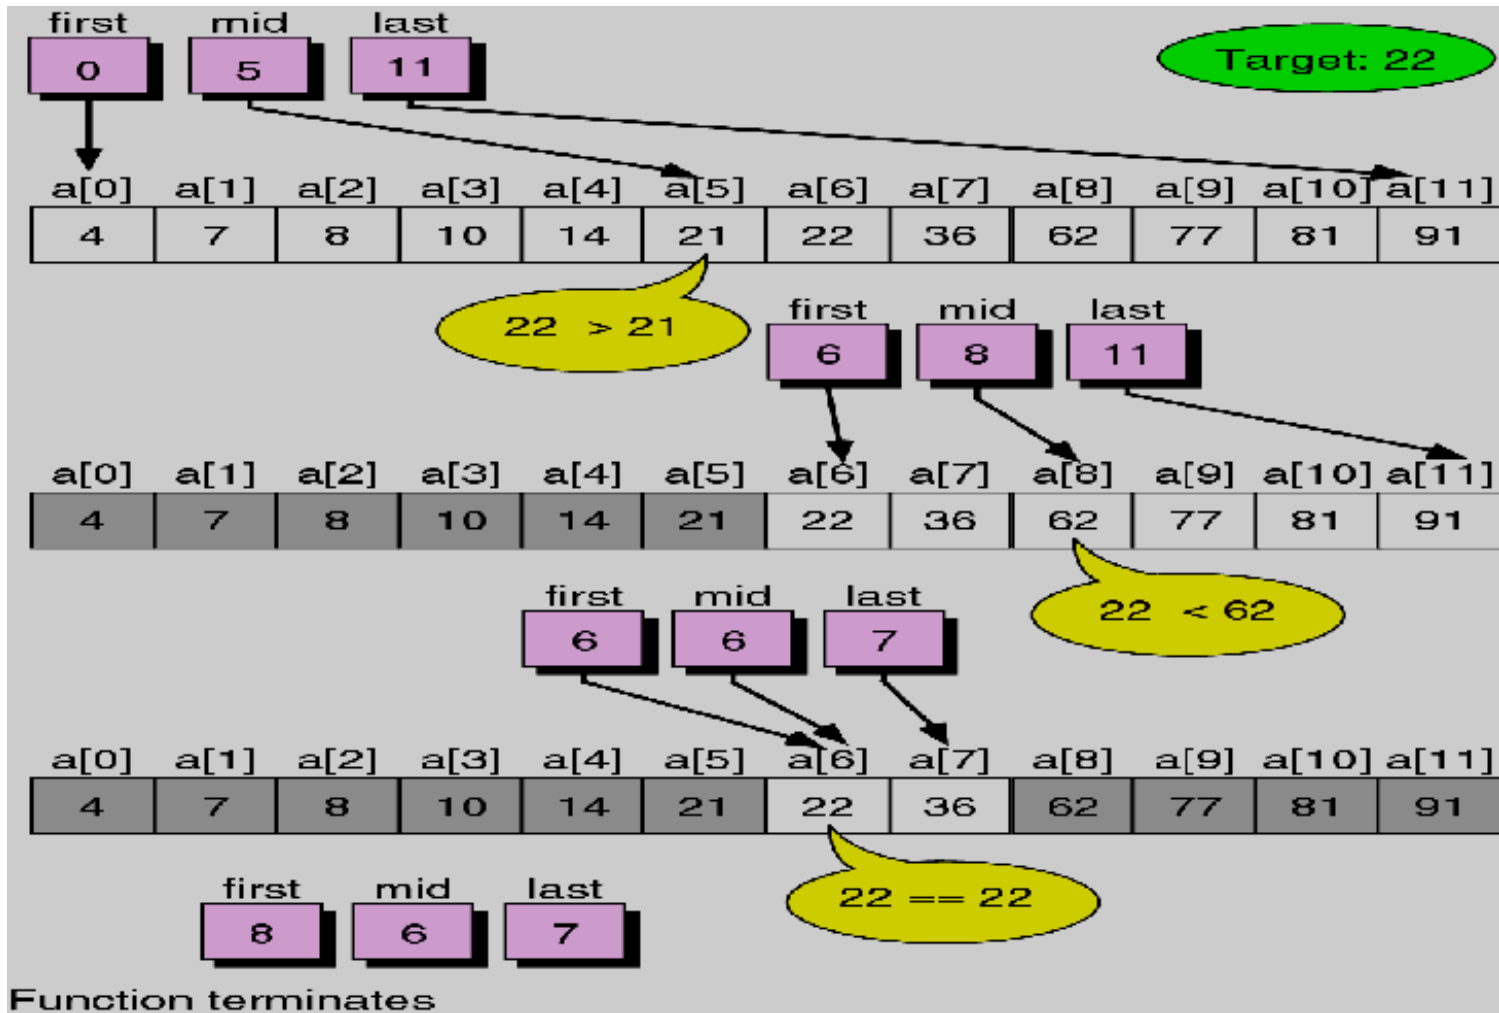 first mid last
0 5 11
Target: 22
a[0] a[1] a[2] a[3] a[4] a[5] a[6] a[7] a[8] a[9] a[10] a[11]
4 7 8 10 14 21 22 36 62 77 81 91
22 > 21
first mid last
6 8 11
a[0] a[1] a[2] a[3] a[4] a[5] a[6] a[7] a[8] a[9] a[10] a[11]
4 7 8 10 14 21 22 36 62 77 81 91
22 < 62
first mid last
6 6 7
a[0] a[1] a[2] a[3] a[4] a[5] a[6] a[7] a[8] a[9] a[10] a[11]
4 7 8 10 14 21 22 36 62 77 81 91
22 == 22
first mid last
8 6 7
Function terminates